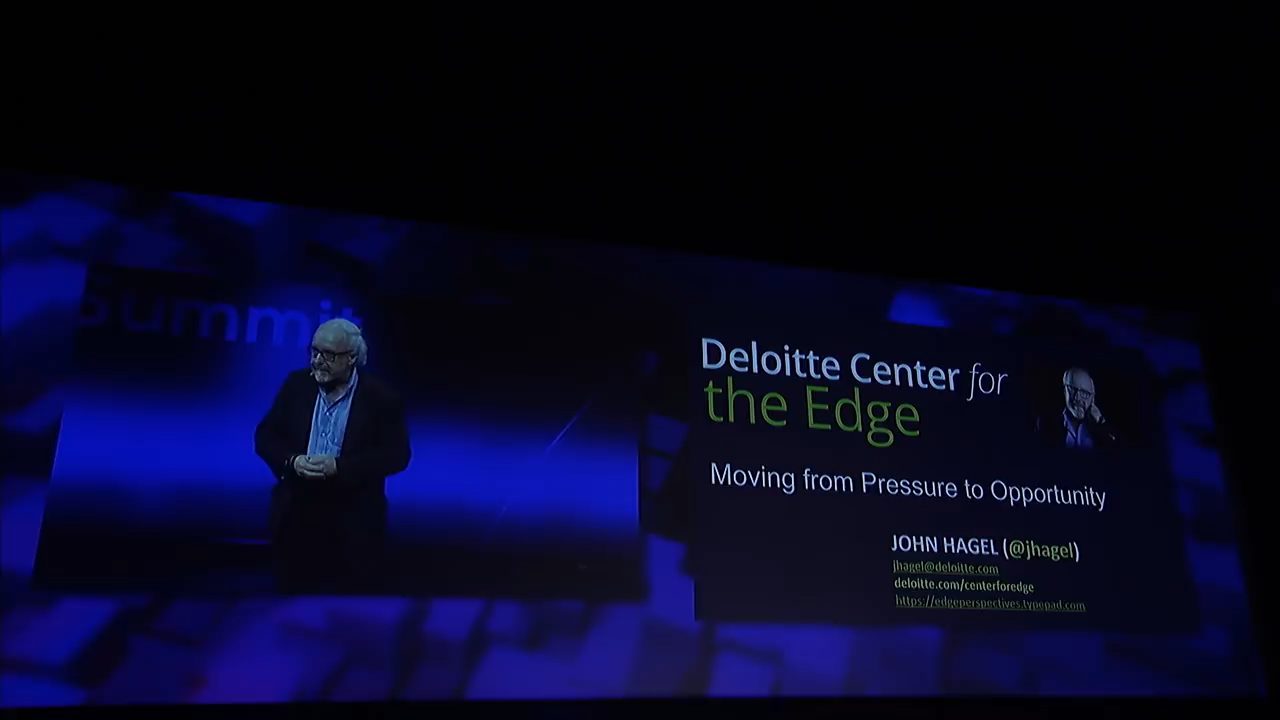 Summit
Deloitte Center for
the Edge
Moving from Pressure to Opportunity
JOHN HAGEL (@jhagel)
jhagel@deloitte.com
deloitte.com/centerforedge
https://edgeperspectives.typepad.com